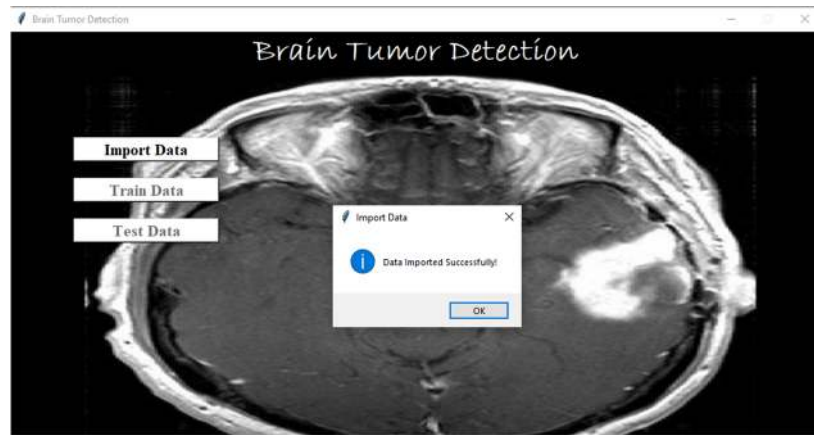 Brain Tumor Detection
Brain Tumor Detection
Import Data
Train Data
Test Data
Import Data
Data Imported Successfully!
OK